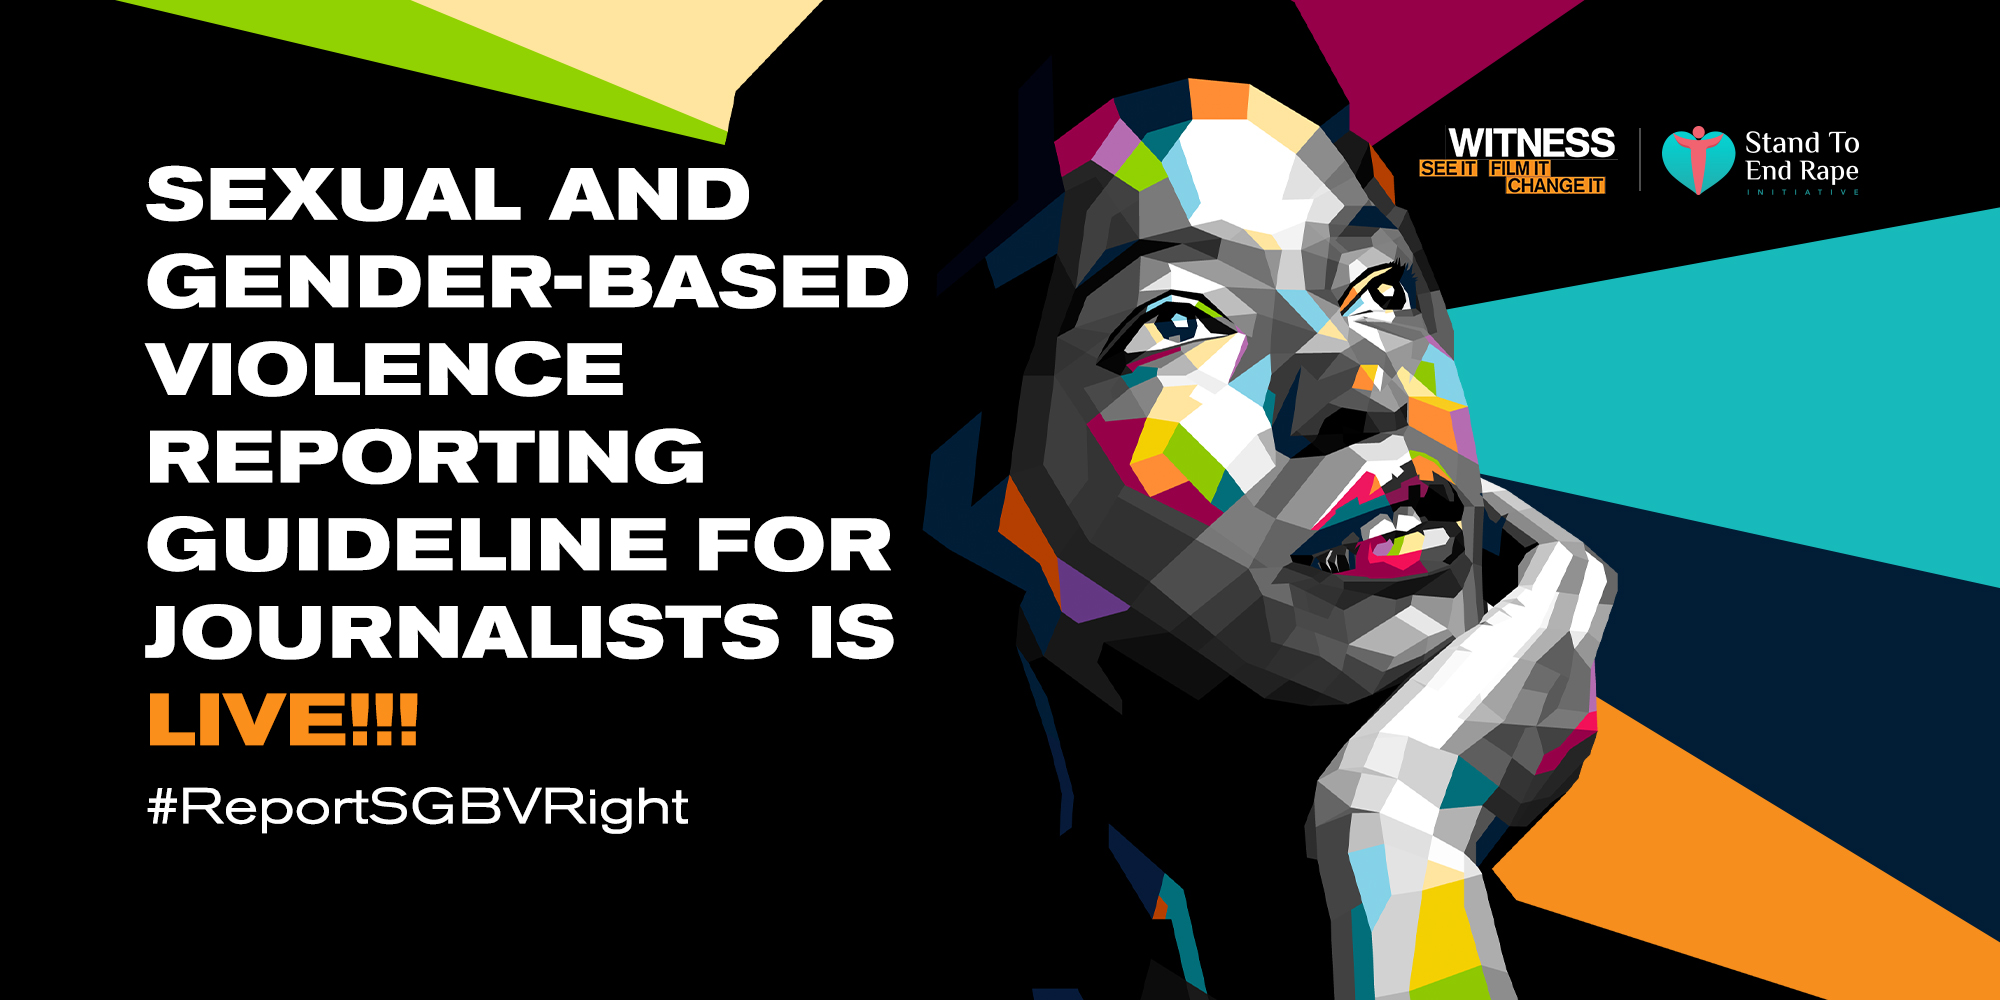 SEXUAL AND
GENDER-BASED
VIOLENCE
REPORTING
GUIDELINE FOR
JOURNALISTS IS
LIVE!!!
#ReportSGBVRight
WITNESS
SEE IT FILM IT
CHANGE IT
Stand To
End Rape
INITIATIVE